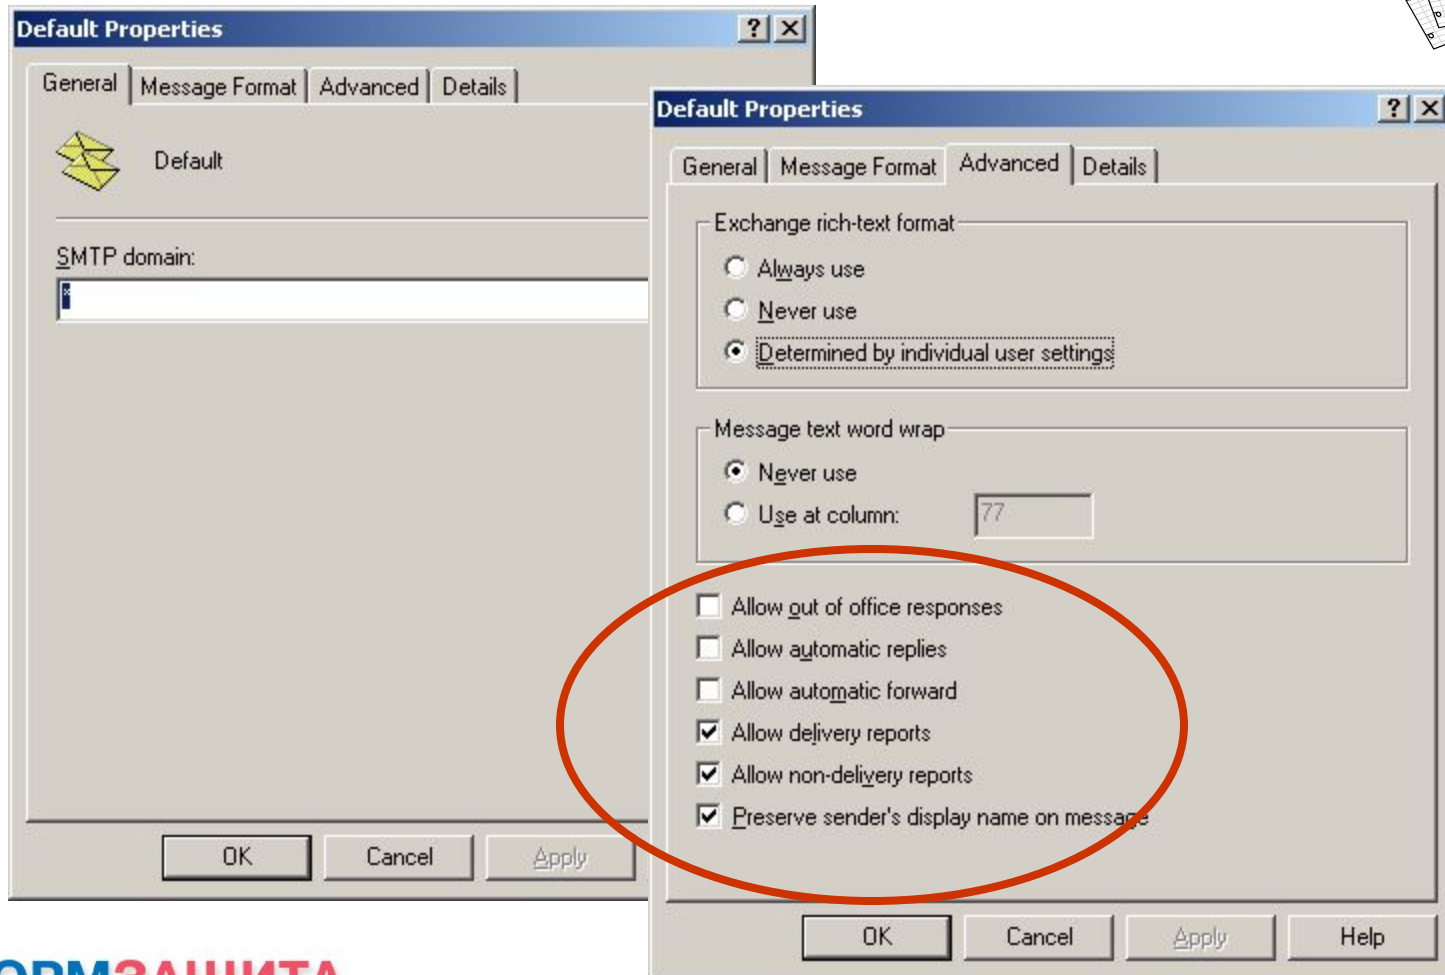 Default Properties
General Message Format Advanced Details
Default
SMTP domain:
*
OK Cancel Apply
Default Properties
General Message Format Advanced Details
Exchange rich-text format
Always use
Never use
Determined by individual user settings
Message text word wrap
Never use
Use at column: 77
Allow out of office responses
Allow automatic replies
Allow automatic forward
Allow delivery reports
Allow non-delivery reports
Preserve sender's display name on message
OK Cancel Apply Help
ОРМЗАЩИТА